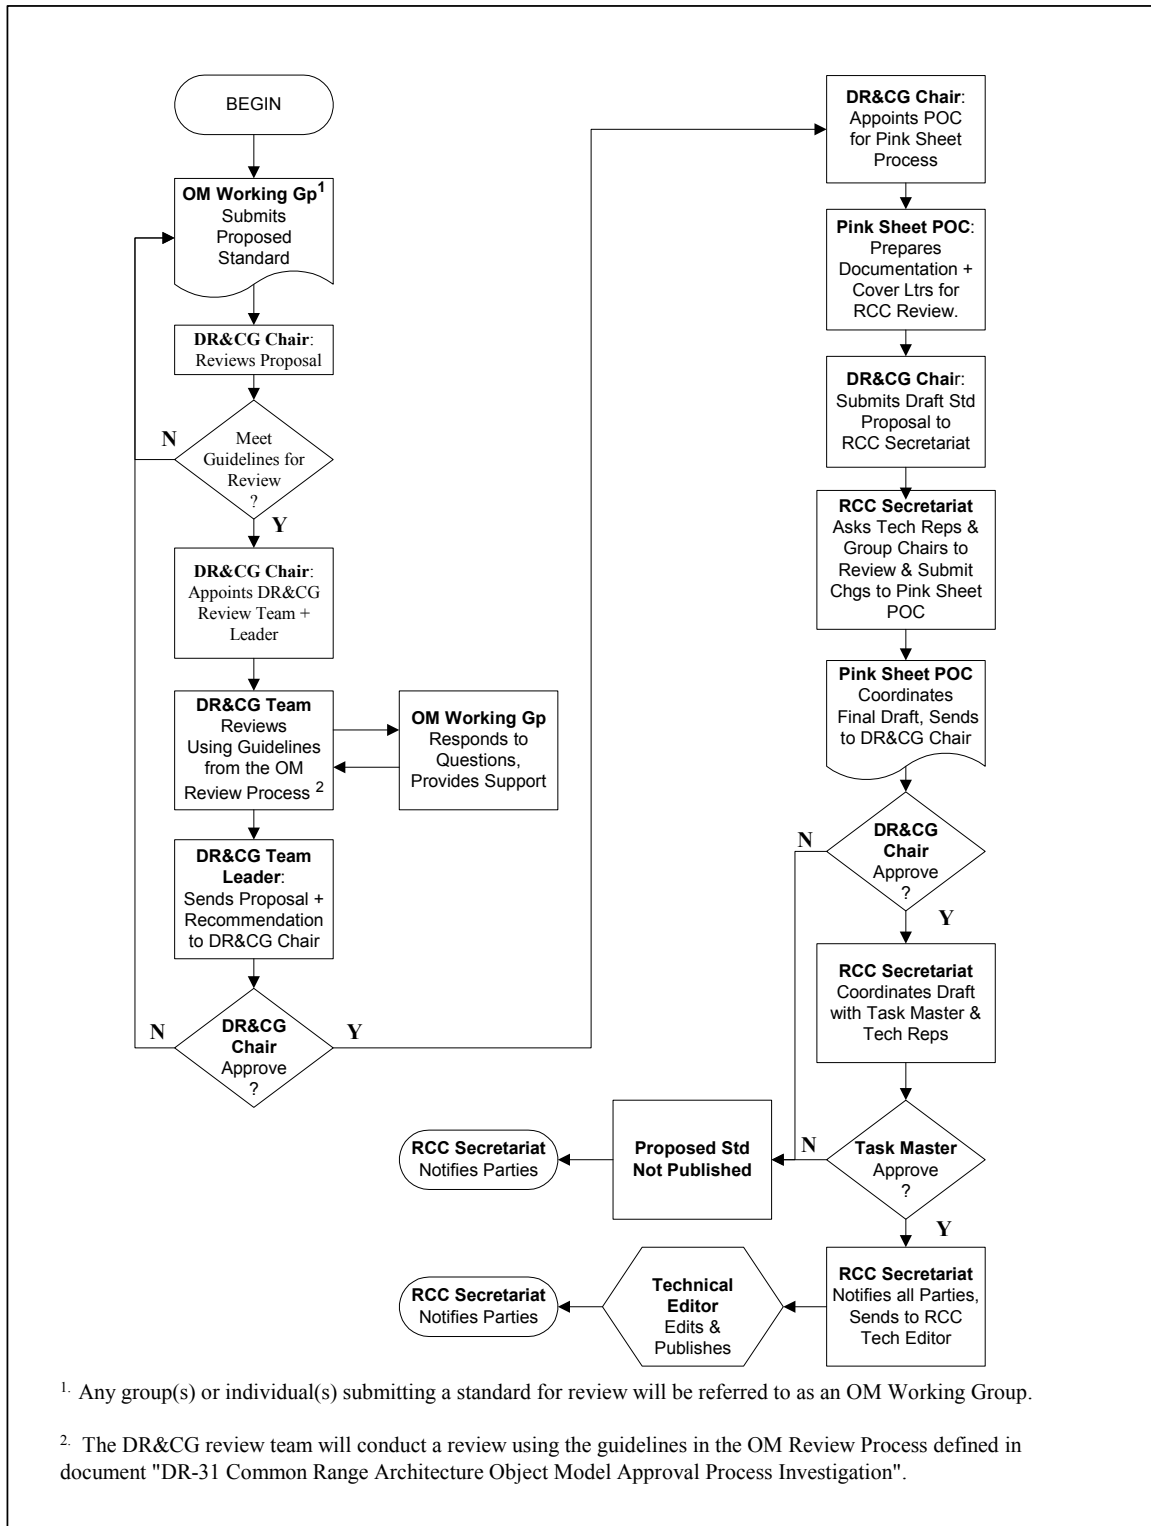 BEGIN
OM Working Gp1
Submits
Proposed
Standard
DR&CG Chair:
Reviews Proposal
Meet
Guidelines for
Review
?
N
Y
DR&CG Chair:
Appoints DR&CG
Review Team +
Leader
DR&CG Team
Reviews
Using Guidelines
from the OM
Review Process 2
OM Working Gp
Responds to
Questions,
Provides Support
DR&CG Team
Leader:
Sends Proposal +
Recommendation
to DR&CG Chair
DR&CG
Chair
Approve
?
N
Y
DR&CG Chair:
Appoints POC
for Pink Sheet
Process
Pink Sheet POC:
Prepares
Documentation +
Cover Ltrs for
RCC Review.
DR&CG Chair:
Submits Draft Std
Proposal to
RCC Secretariat
RCC Secretariat
Asks Tech Reps &
Group Chairs to
Review & Submit
Chgs to Pink Sheet
POC
Pink Sheet POC
Coordinates
Final Draft, Sends
to DR&CG Chair
DR&CG
Chair
Approve
?
N
Y
RCC Secretariat
Coordinates Draft
with Task Master &
Tech Reps
Task Master
Approve
?
N
Y
Proposed Std
Not Published
RCC Secretariat
Notifies Parties
RCC Secretariat
Notifies all Parties,
Sends to RCC
Tech Editor
Technical
Editor
Edits &
Publishes
RCC Secretariat
Notifies Parties
1. Any group(s) or individual(s) submitting a standard for review will be referred to as an OM Working Group.
2. The DR&CG review team will conduct a review using the guidelines in the OM Review Process defined in
document "DR-31 Common Range Architecture Object Model Approval Process Investigation".